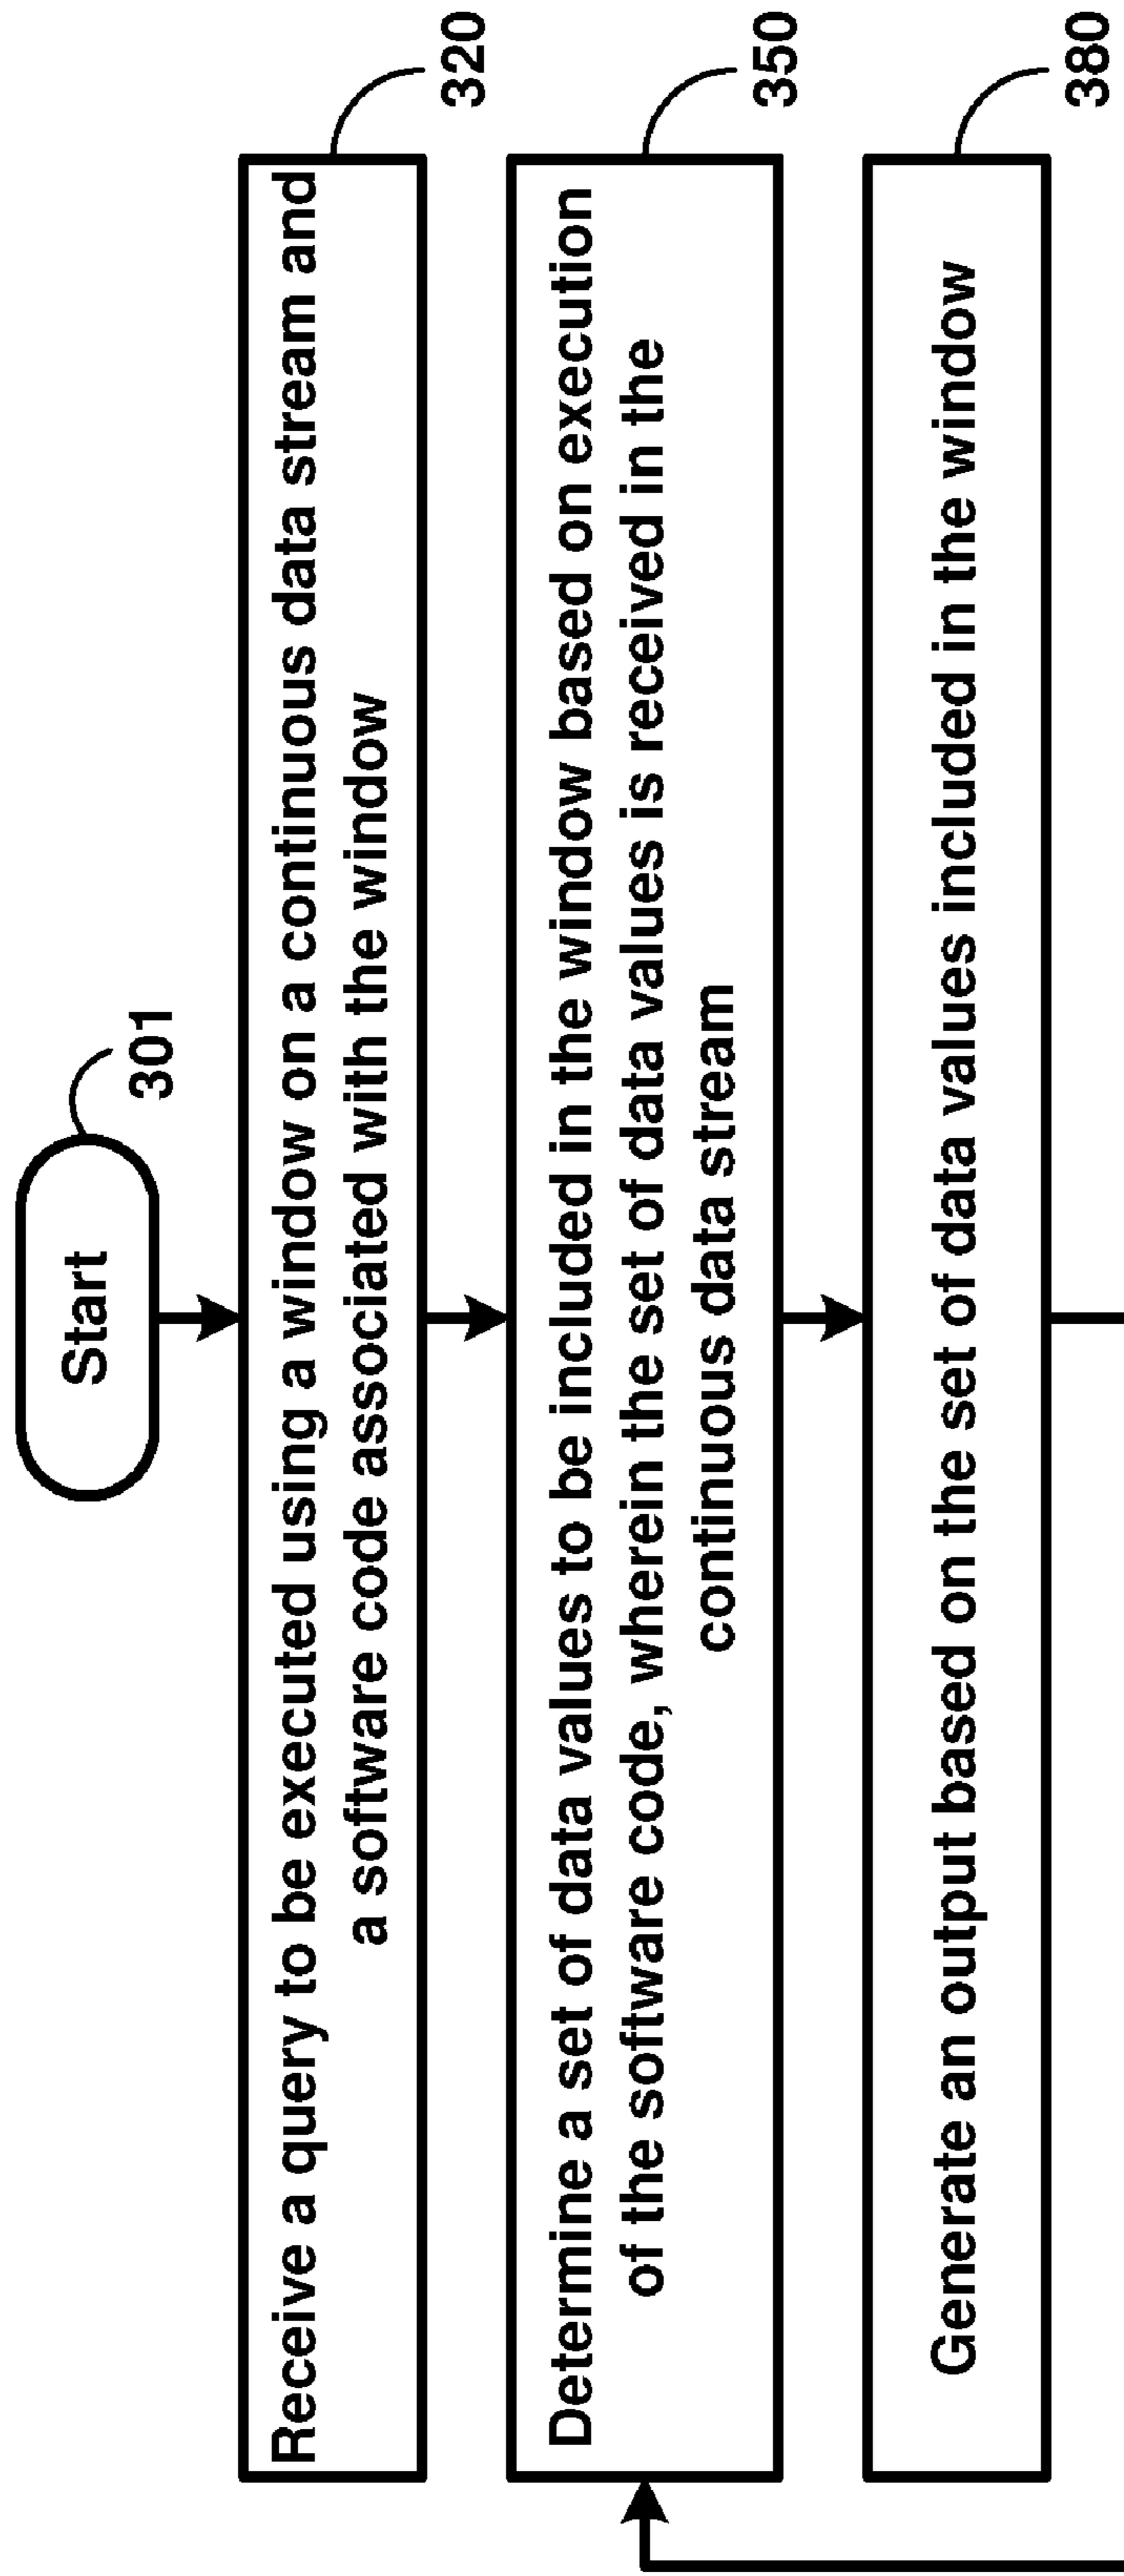 Start
301
Receive a query to be executed using a window on a continuous data stream and
a software code associated with the window
320
Determine a set of data values to be included in the window based on execution
of the software code, wherein the set of data values is received in the
continuous data stream
350
Generate an output based on the set of data values included in the window
380